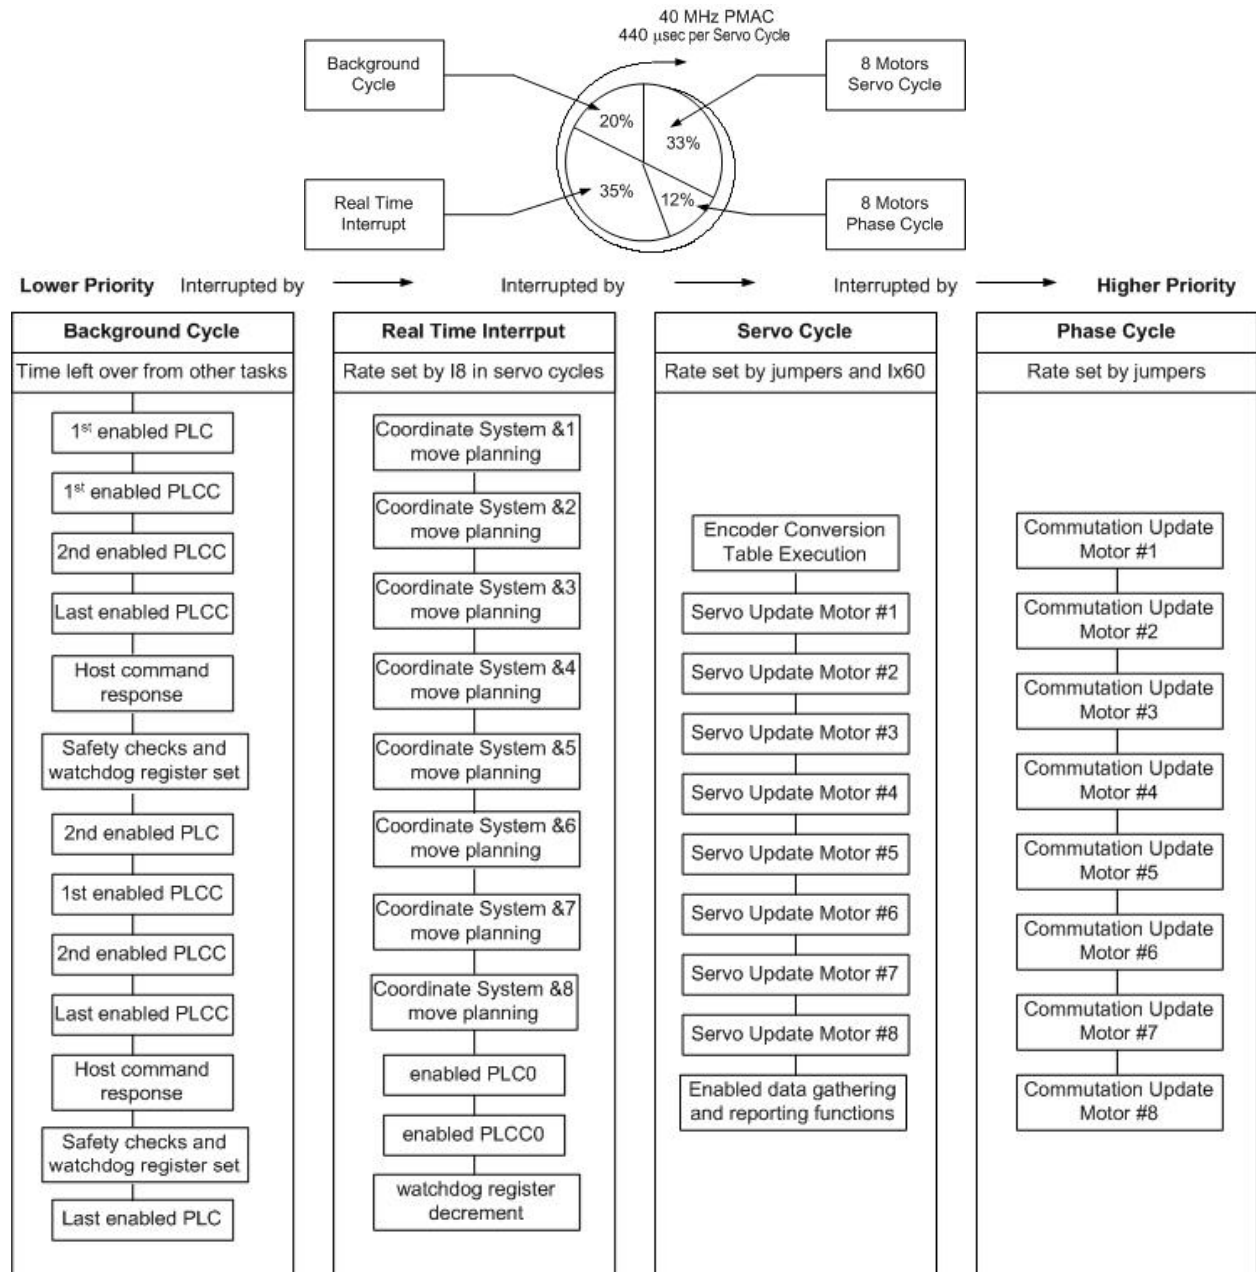 40 MHz PMAC
440 µsec per Servo Cycle
Background
Cycle
8 Motors
Servo Cycle
20%
33%
35%
12%
Real Time
Interrupt
8 Motors
Phase Cycle
Lower Priority Interrupted by Interrupted by Interrupted by Higher Priority
Background Cycle
Time left over from other tasks
1st enabled PLC
1st enabled PLCC
2nd enabled PLCC
Last enabled PLCC
Host command
response
Safety checks and
watchdog register set
2nd enabled PLC
1st enabled PLCC
2nd enabled PLCC
Last enabled PLCC
Host command
response
Safety checks and
watchdog register set
Last enabled PLC
Real Time Interrput
Rate set by I8 in servo cycles
Coordinate System &1
move planning
Coordinate System &2
move planning
Coordinate System &3
move planning
Coordinate System &4
move planning
Coordinate System &5
move planning
Coordinate System &6
move planning
Coordinate System &7
move planning
Coordinate System &8
move planning
enabled PLC0
enabled PLCC0
watchdog register
decrement
Servo Cycle
Rate set by jumpers and Ix60
Encoder Conversion
Table Execution
Servo Update Motor #1
Servo Update Motor #2
Servo Update Motor #3
Servo Update Motor #4
Servo Update Motor #5
Servo Update Motor #6
Servo Update Motor #7
Servo Update Motor #8
Enabled data gathering
and reporting functions
Phase Cycle
Rate set by jumpers
Commutation Update
Motor #1
Commutation Update
Motor #2
Commutation Update
Motor #3
Commutation Update
Motor #4
Commutation Update
Motor #5
Commutation Update
Motor #6
Commutation Update
Motor #7
Commutation Update
Motor #8